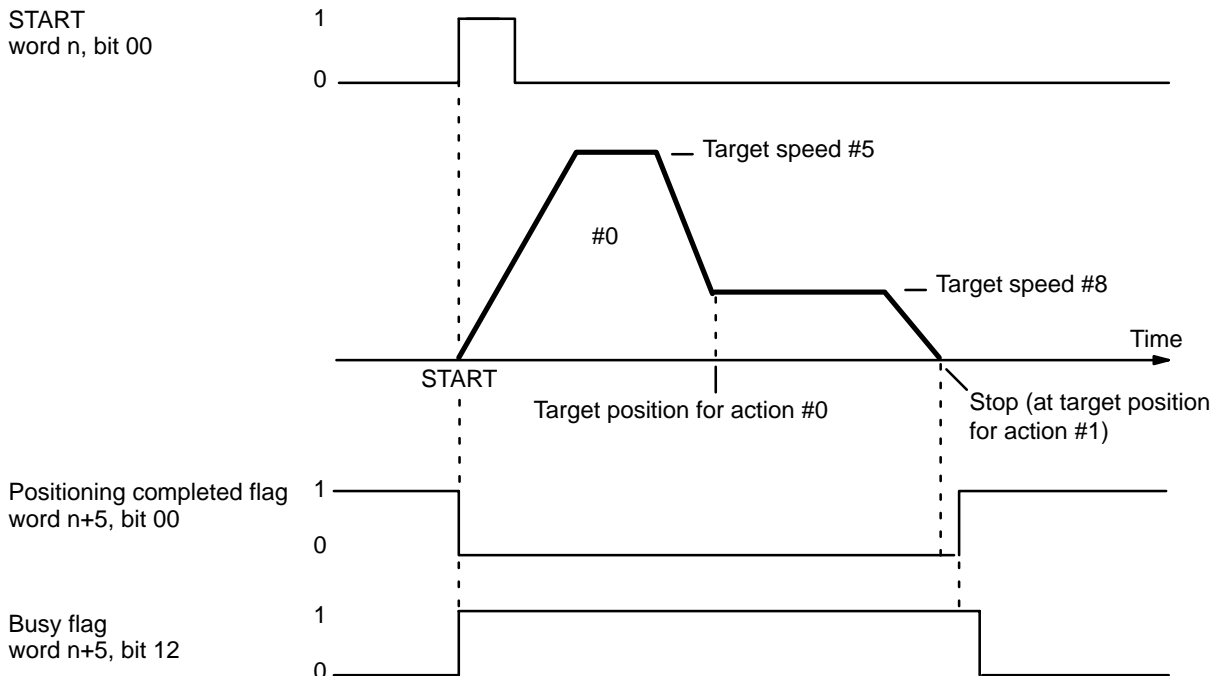 START
word n, bit 00
1
0
Target speed #5
#0
Target speed #8
Time
START
Target position for action #0
Stop (at target position
for action #1)
Positioning completed flag
word n+5, bit 00
1
0
Busy flag
word n+5, bit 12
1
0